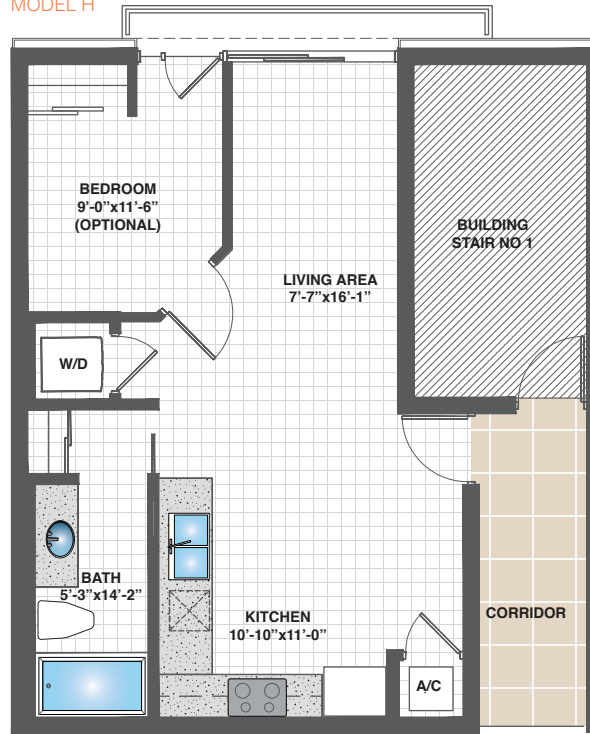 MODEL H
BEDROOM
9’-0”x11’-6”
(OPTIONAL)
BUILDING
STAIR NO 1
LIVING AREA
7’-7”x16’-1”
W/D
BATH
5’-3”x14’-2”
KITCHEN
10’-10”x11’-0”
CORRIDOR
A/C